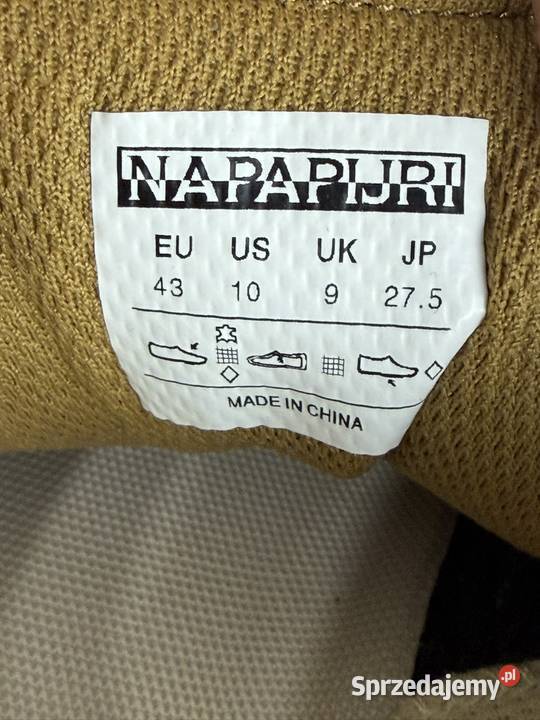 NAPAPIJRI
EU US UK JP
43 10 9 27.5
MADE IN CHINA
Sprzedajemy.pl